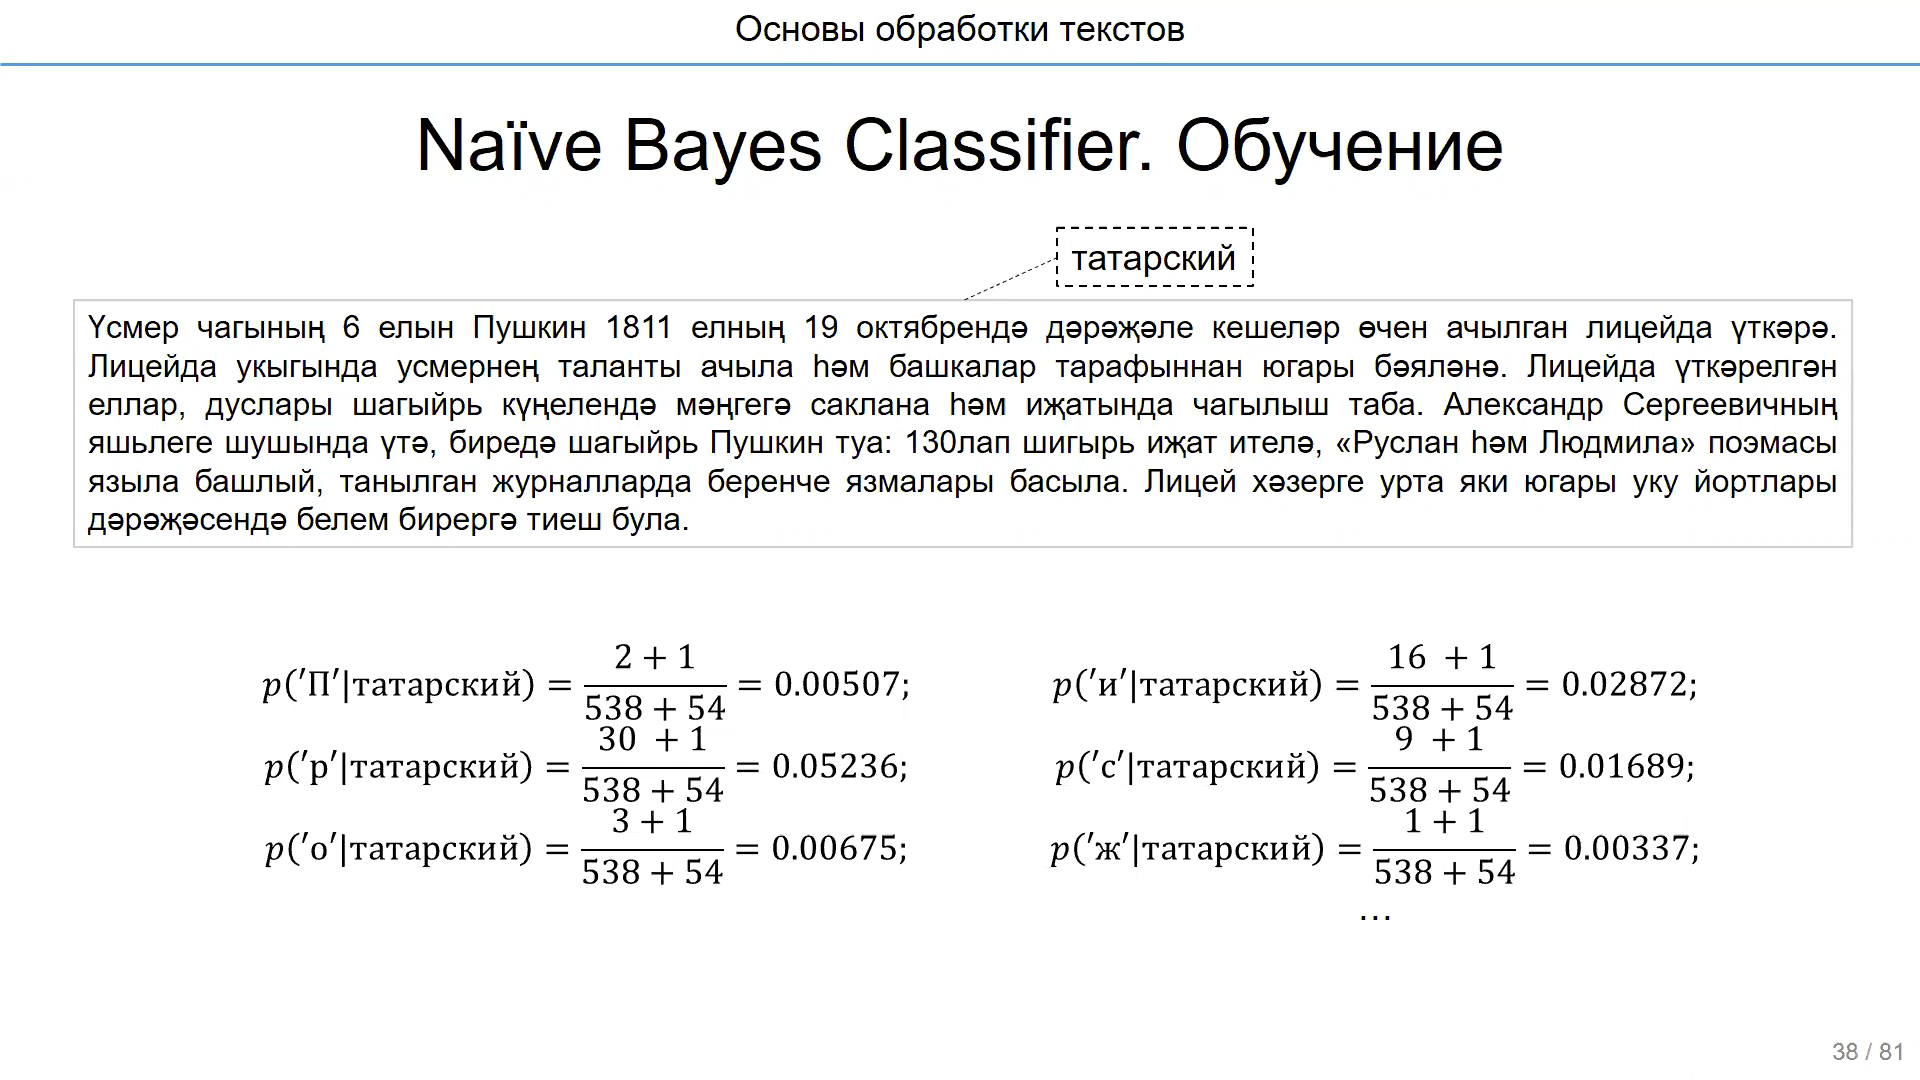 Основы обработки текстов
Naïve Bayes Classifier. Обучение
татарский
Үсмер чагының 6 елын Пушкин 1811 елның 19 октябрендә дәрәҗәле кешеләр өчен ачылган лицейда үткәрә.
Лицейда укыгында усмернең таланты ачыла һәм башкалар тарафыннан югары бәяләнә. Лицейда үткәрелгән
еллар, дуслары шагыйрь күңелендә мәңгегә саклана һәм иҗатында чагылыш таба. Александр Сергеевичның
яшьлеге шушында үтә, биредә шагыйрь Пушкин туа: 130лап шигырь иҗат ителә, «Руслан һәм Людмила» поэмасы
языла башлый, танылган журналларда беренче язмалары басыла. Лицей хәзерге урта яки югары уку йортлары
дәрәҗәсендә белем бирергә тиеш була.
p('П'|татарский) = (2 + 1)/(538 + 54) = 0.00507; p('и'|татарский) = (16 + 1)/(538 + 54) = 0.02872;
p('р'|татарский) = (30 + 1)/(538 + 54) = 0.05236; p('с'|татарский) = (9 + 1)/(538 + 54) = 0.01689;
p('о'|татарский) = (3 + 1)/(538 + 54) = 0.00675; p('ж'|татарский) = (1 + 1)/(538 + 54) = 0.00337;
…
38 / 81